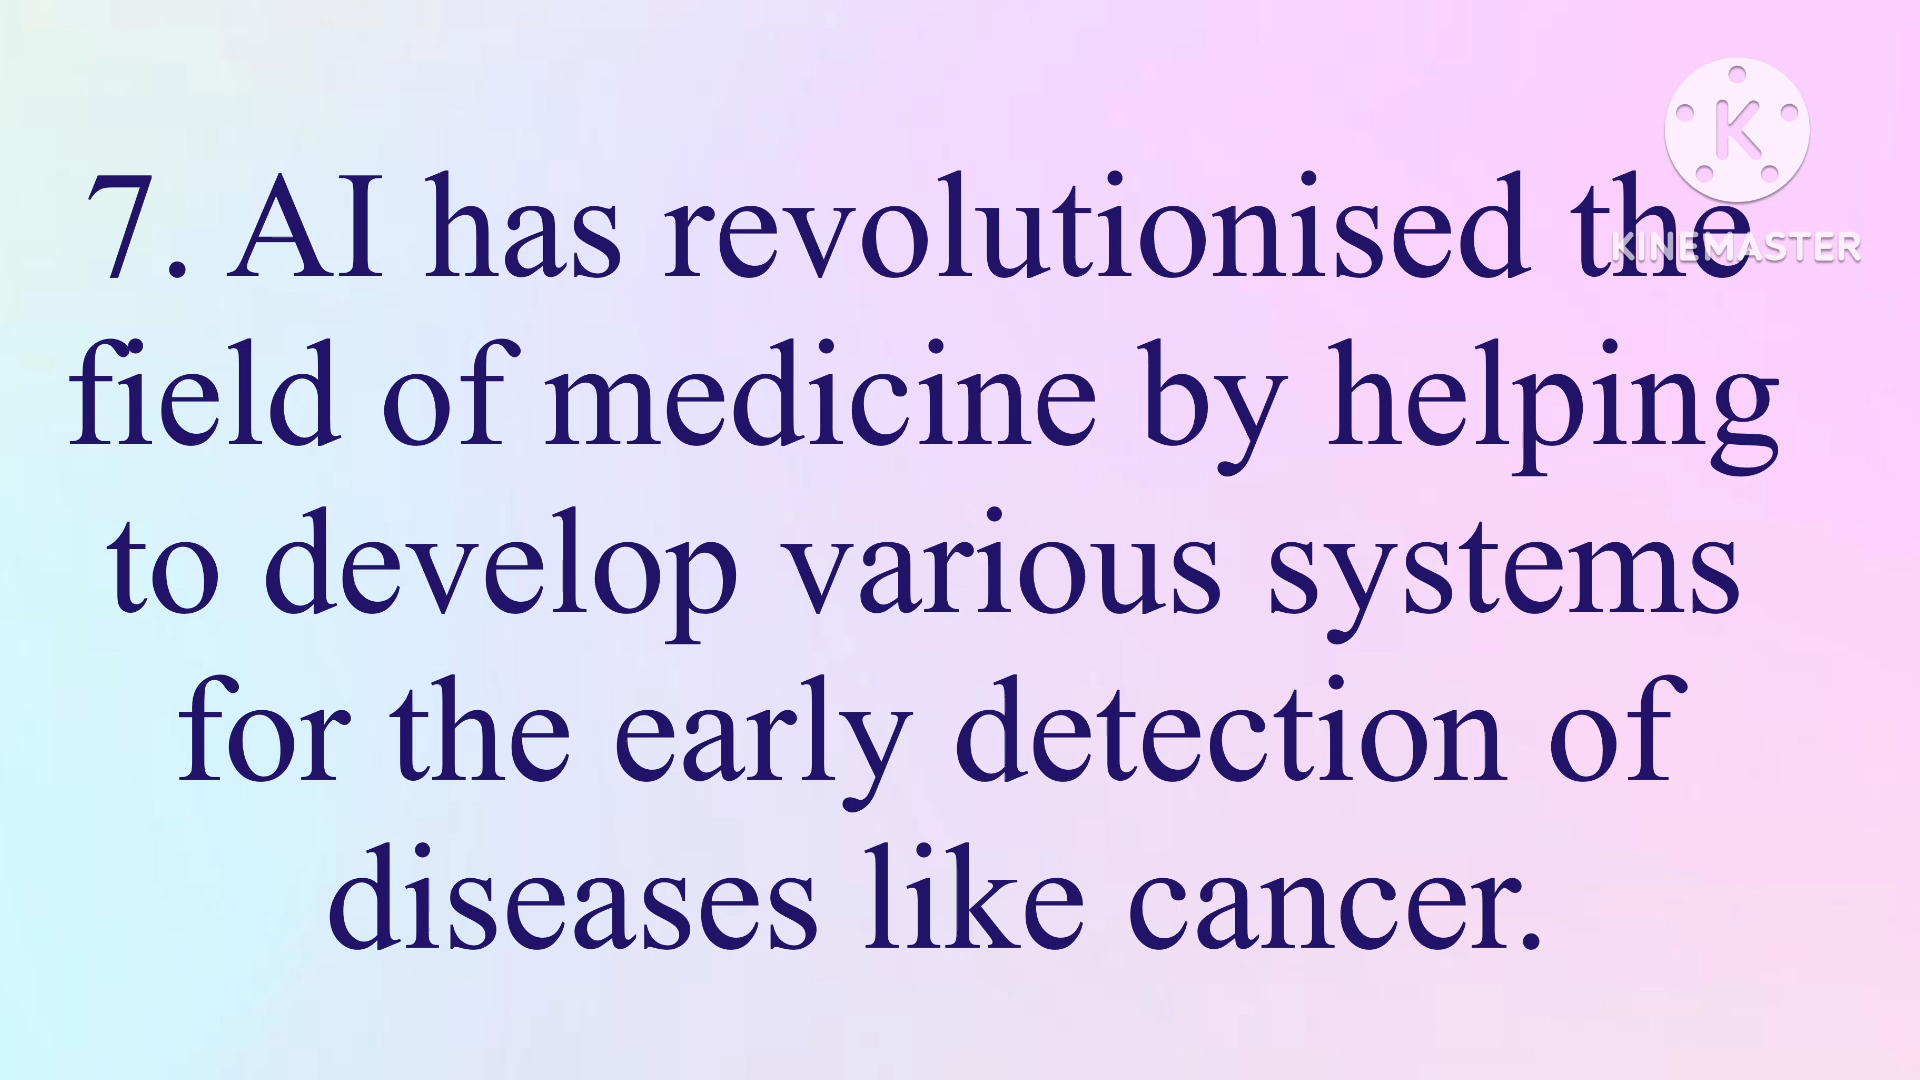 K
KINEMASTER
7. AI has revolutionised the
field of medicine by helping
to develop various systems
for the early detection of
diseases like cancer.